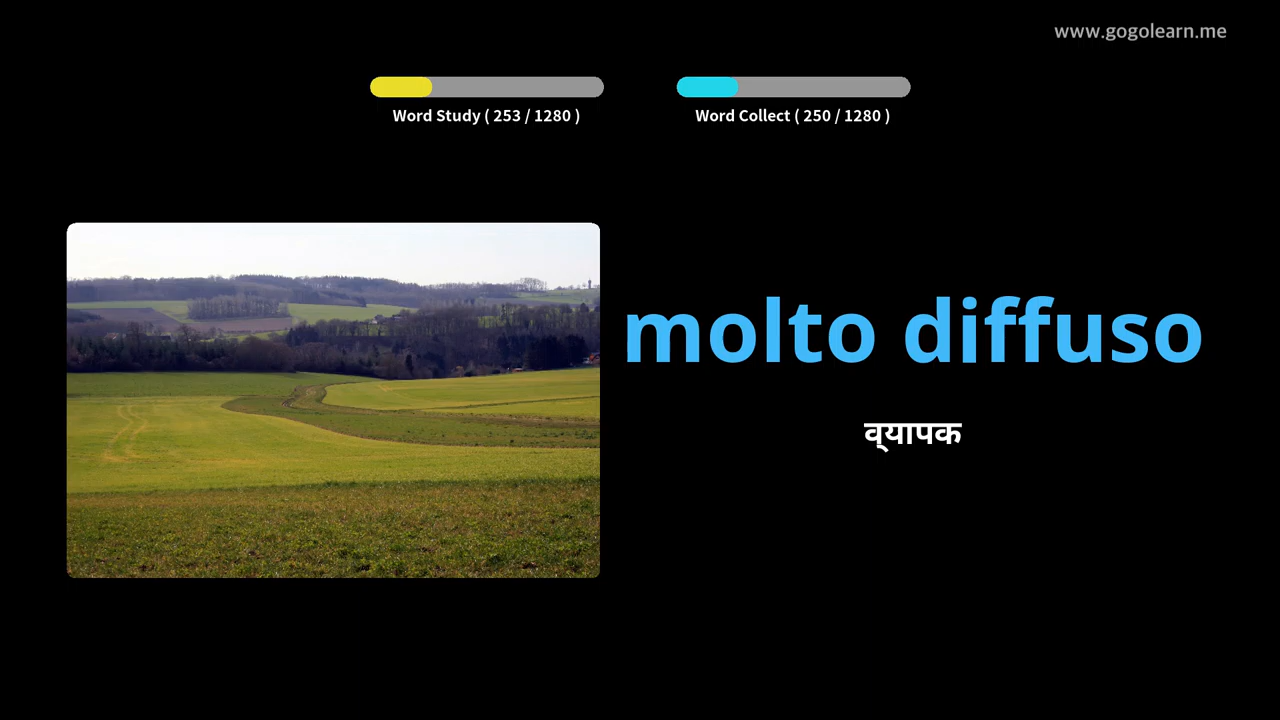 www.gogolearn.me
Word Study ( 253 / 1280 )
Word Collect ( 250 / 1280 )
molto diffuso
व्यापक